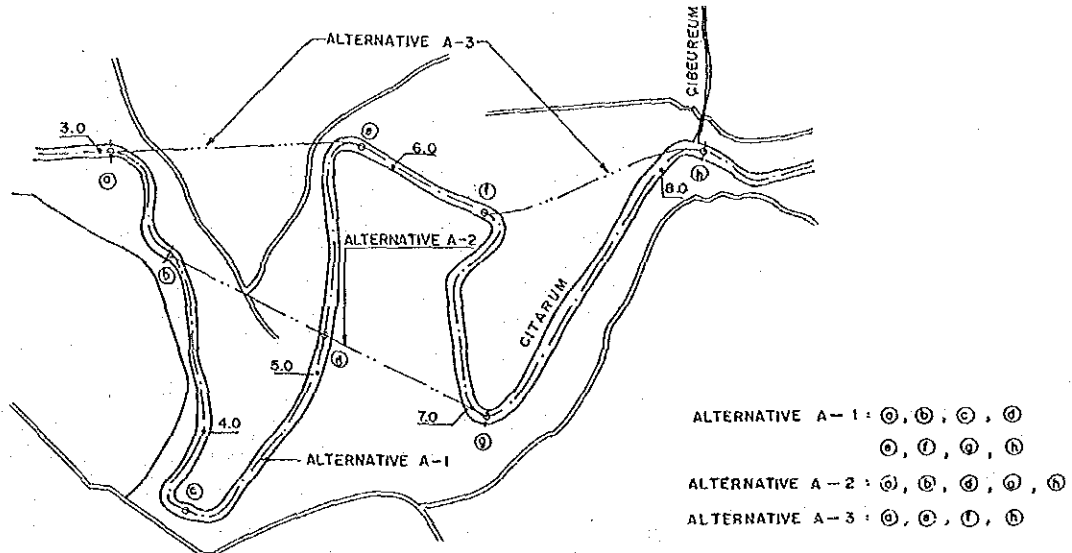 ALTERNATIVE A-3
CIBEUREUM
3.0
ⓐ
ⓔ
6.0
ⓕ
ⓗ
8.0
ALTERNATIVE A-2
ⓑ
CITARUM
ⓓ
5.0
7.0
ⓖ
4.0
ALTERNATIVE A-1
ⓒ
ALTERNATIVE A-1 : ⓐ, ⓑ, ⓒ, ⓓ
ⓔ, ⓕ, ⓖ, ⓗ
ALTERNATIVE A-2 : ⓐ, ⓑ, ⓓ, ⓖ, ⓗ
ALTERNATIVE A-3 : ⓐ, ⓔ, ⓕ, ⓗ